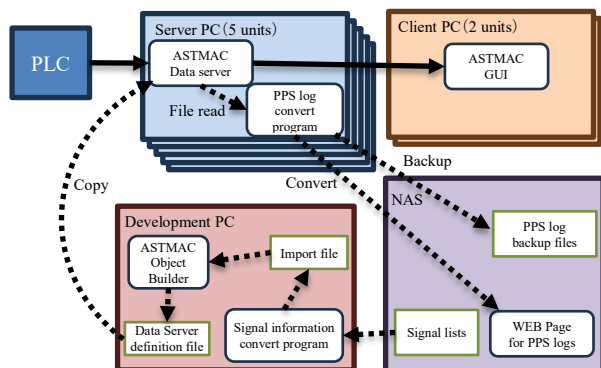 Server PC (5 units)
Client PC (2 units)
PLC
ASTMAC
Data server
ASTMAC
GUI
File read
PPS log
convert
program
Backup
Copy
Convert
NAS
Development PC
PPS log
backup files
ASTMAC
Object
Builder
Import file
Data Server
definition file
Signal information
convert program
Signal lists
WEB Page
for PPS logs